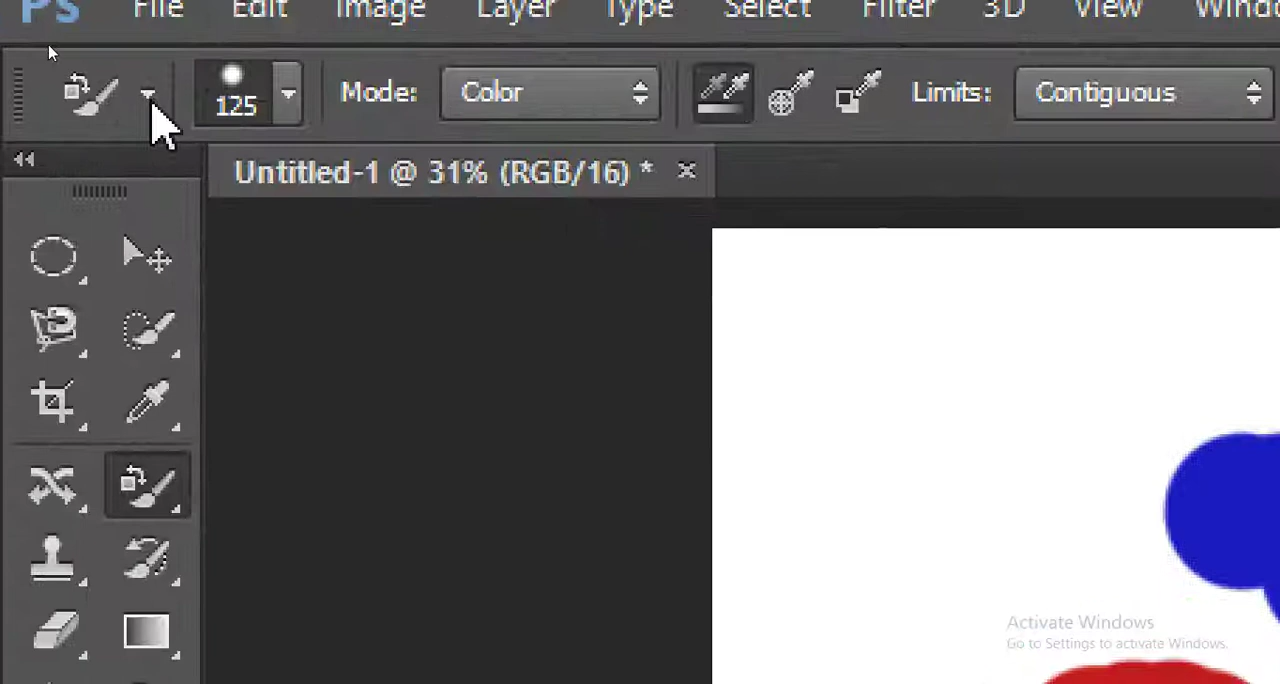 Ps File Edit Image Layer Type Select Filter 3D View
125 Mode: Color Limits: Contiguous
Untitled-1 @ 31% (RGB/16) * ×
Activate Windows
Go to Settings to activate Windows.